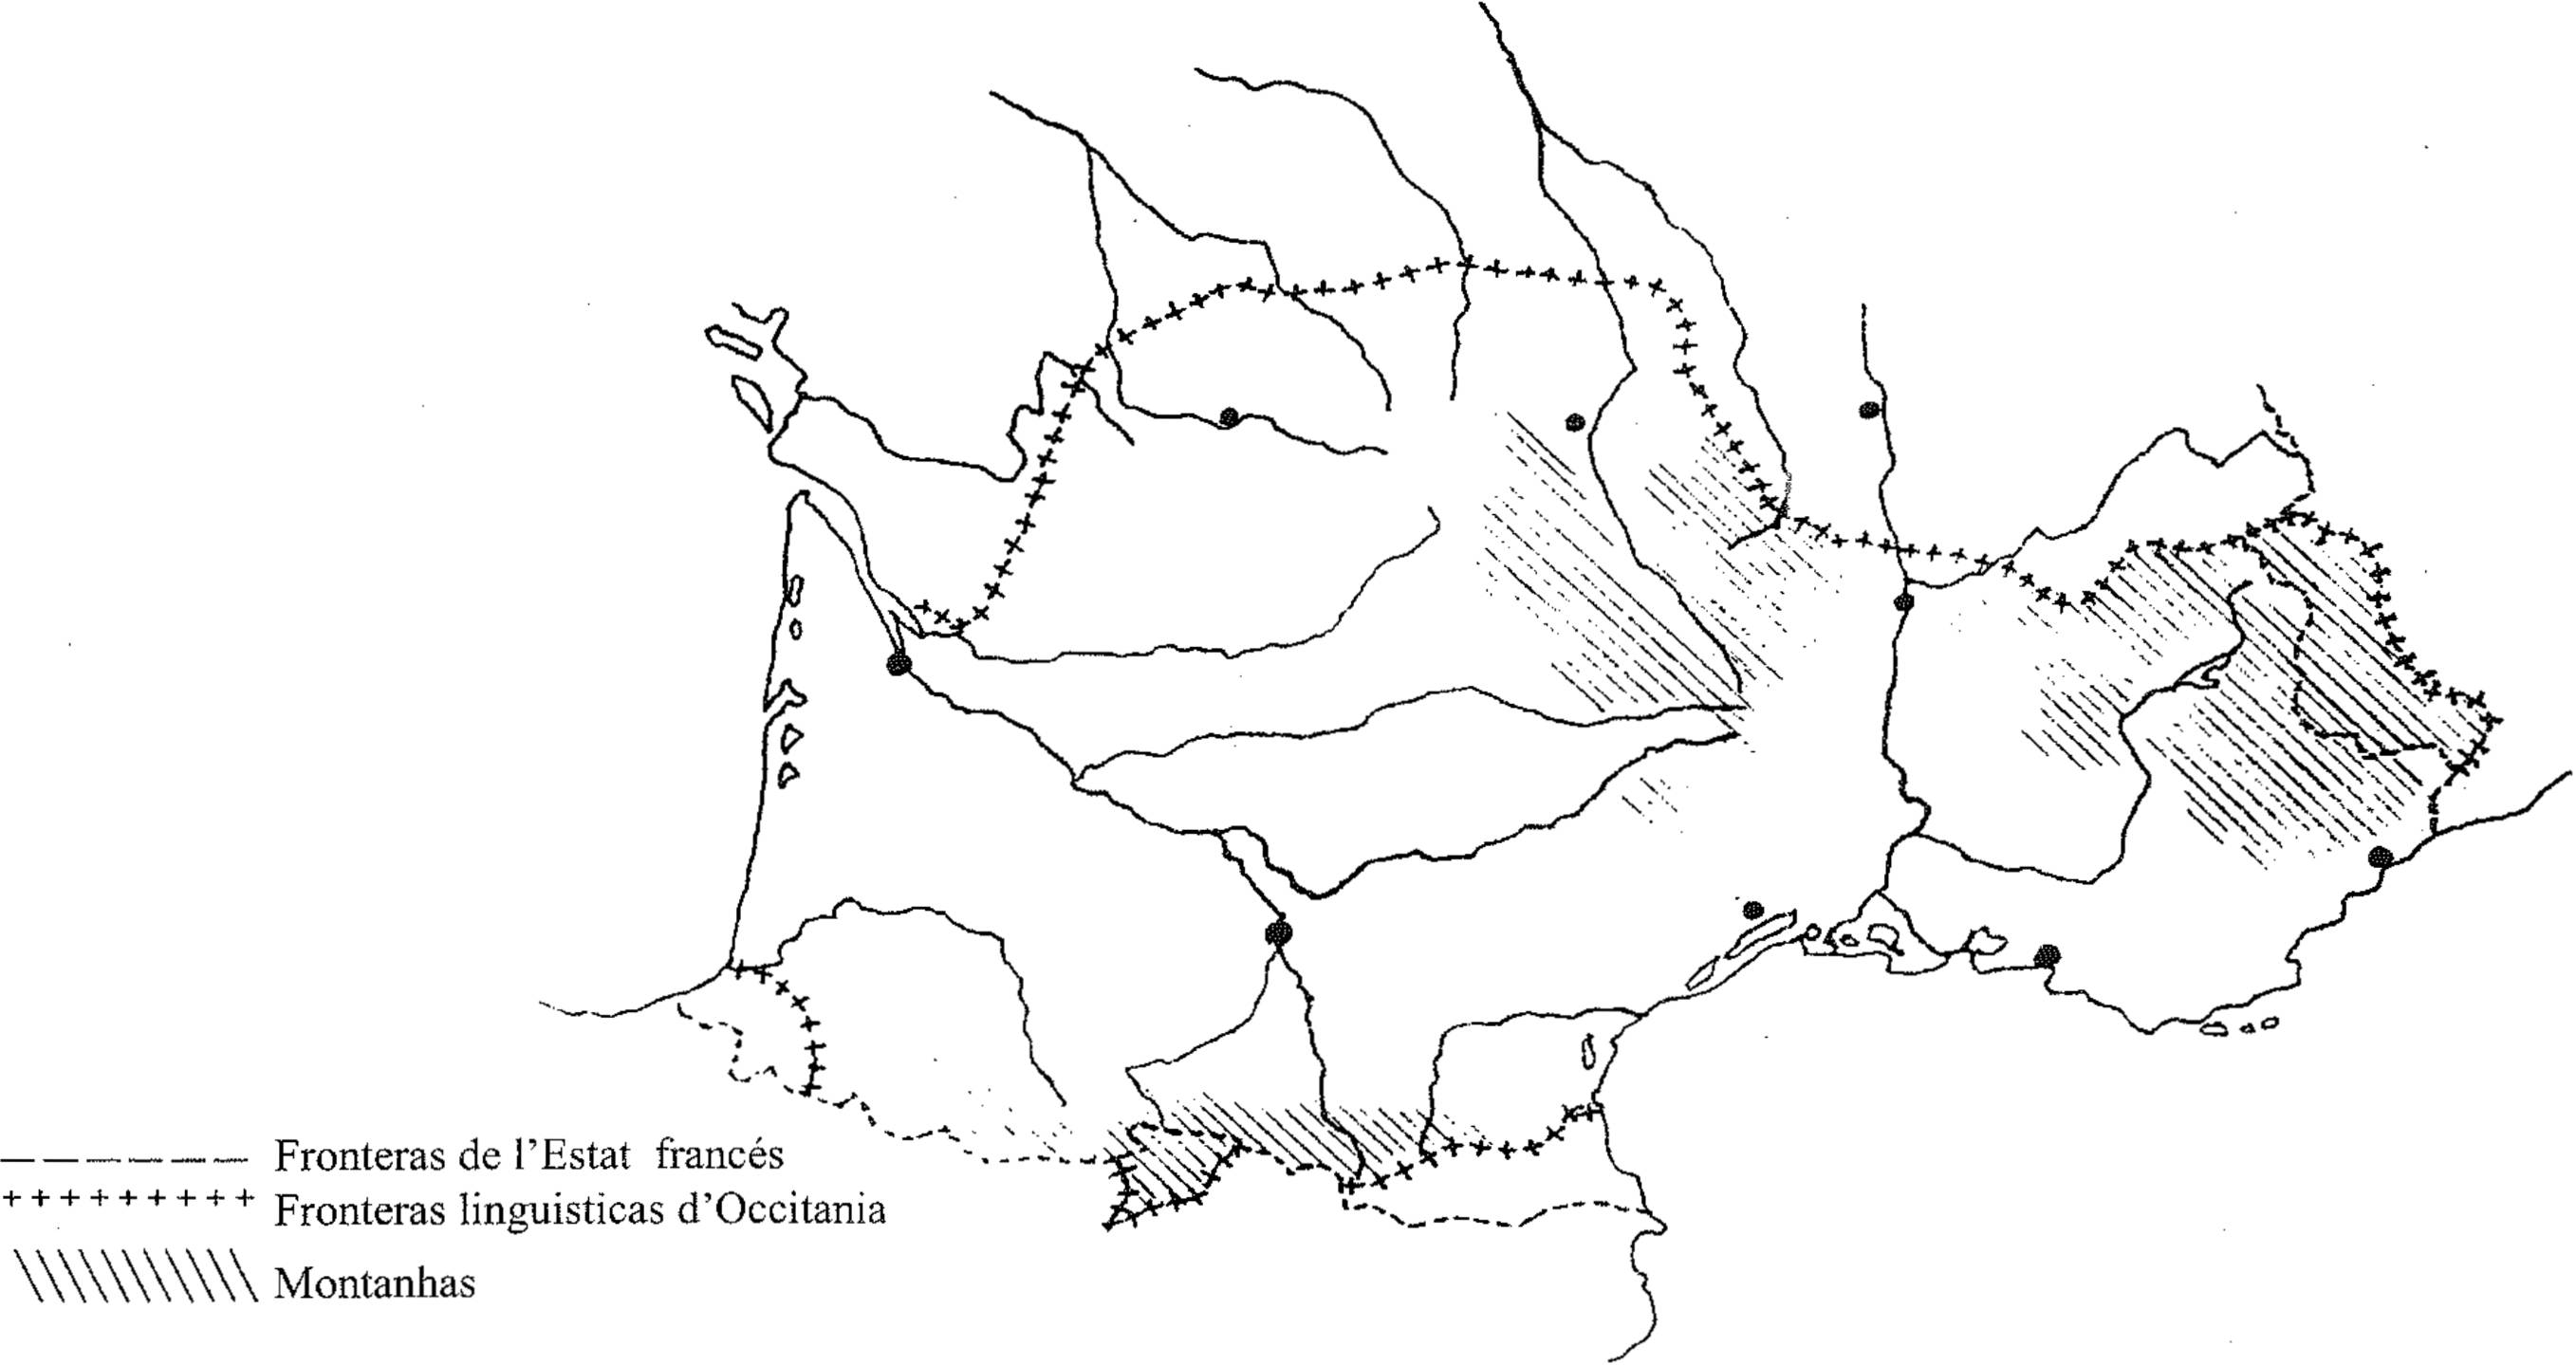 Fronteras de l'Estat francés
Fronteras linguisticas d'Occitania
Montanhas